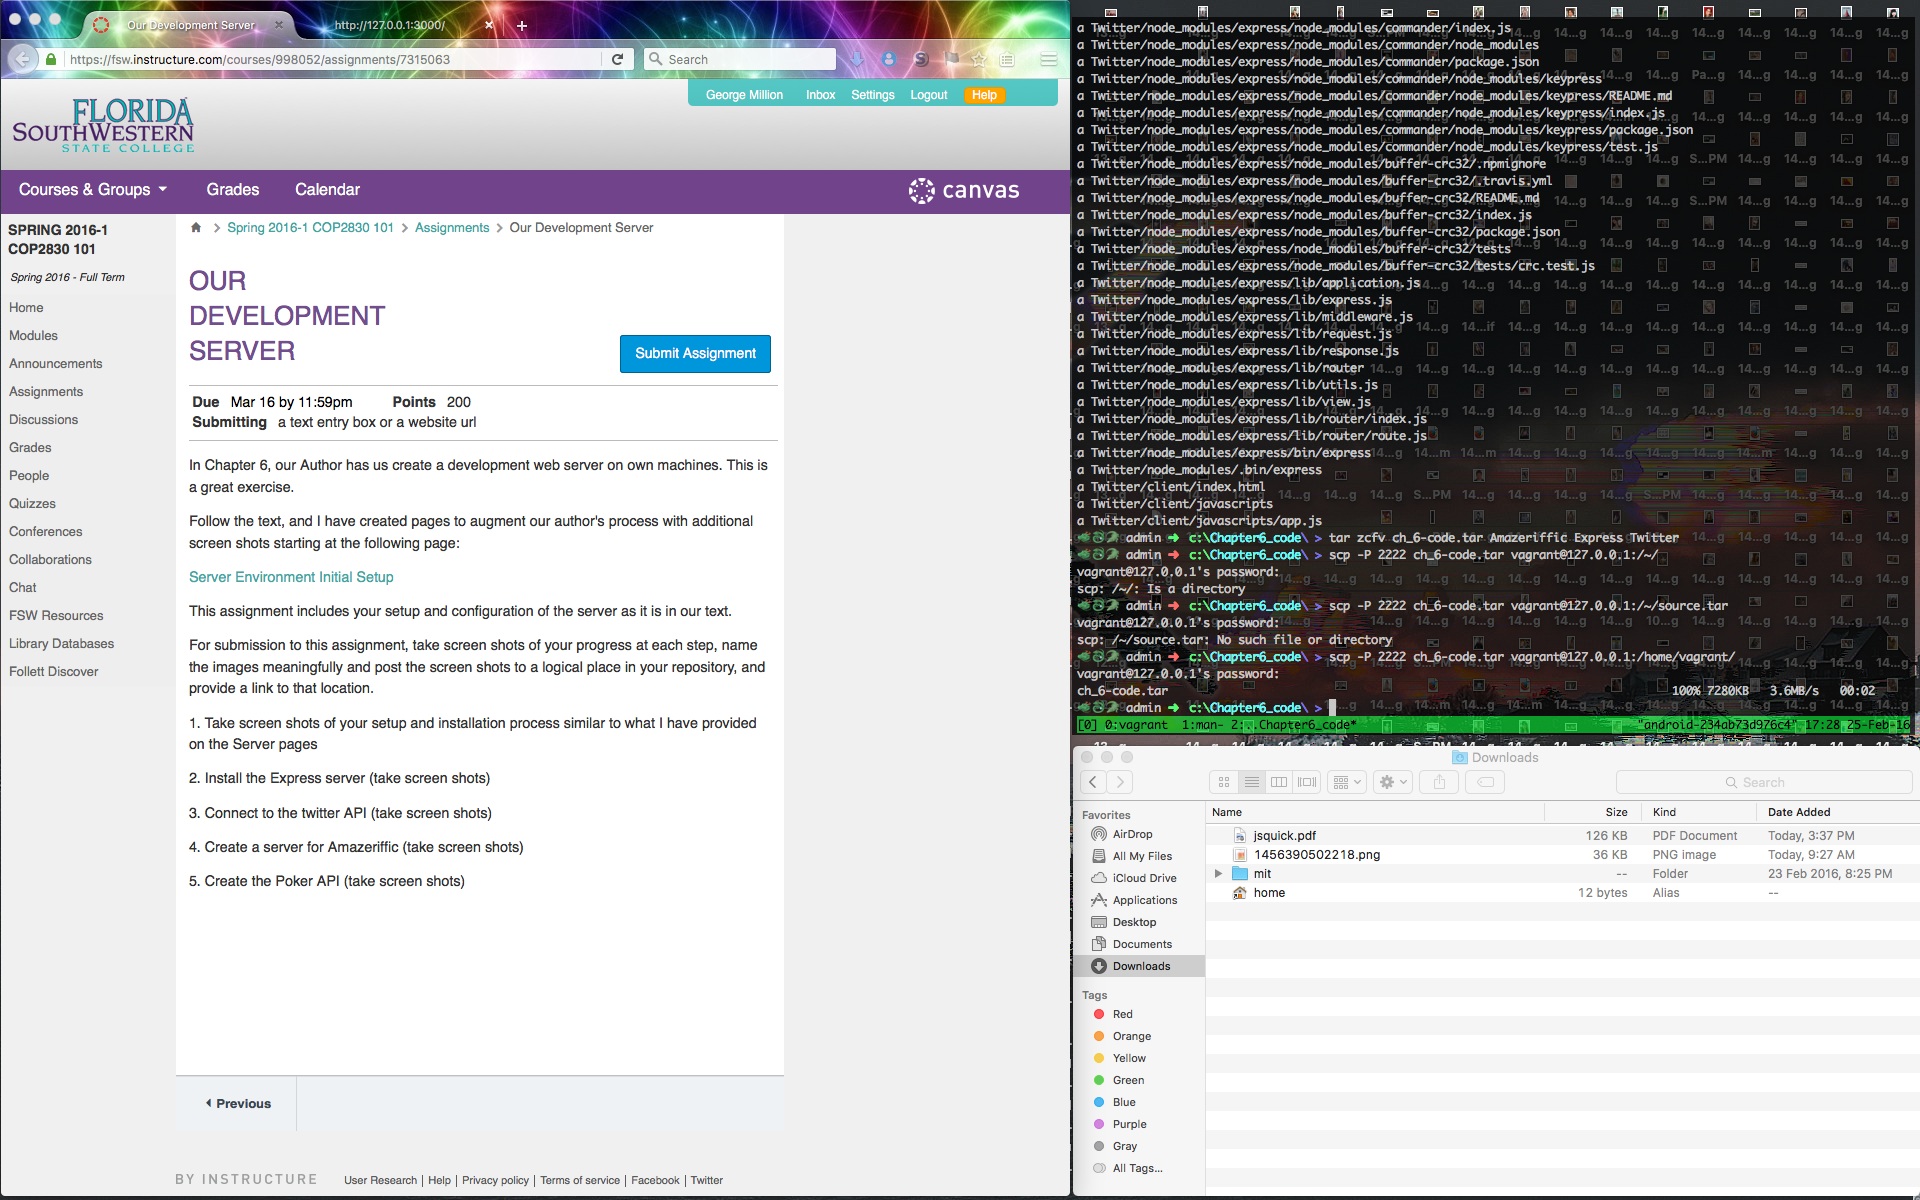 Our Development Server
http://127.0.0.1:3000/
https://fsw.instructure.com/courses/998052/assignments/7315063
Search
George Million Inbox Settings Logout Help
FLORIDA
SOUTHWESTERN
STATE COLLEGE
Courses & Groups Grades Calendar
canvas
SPRING 2016-1
COP2830 101
Spring 2016 - Full Term
Home
Modules
Announcements
Assignments
Discussions
Grades
People
Quizzes
Conferences
Collaborations
Chat
FSW Resources
Library Databases
Follett Discover
Spring 2016-1 COP2830 101 > Assignments > Our Development Server
OUR
DEVELOPMENT
SERVER
Submit Assignment
Due Mar 16 by 11:59pm Points 200
Submitting a text entry box or a website url
In Chapter 6, our Author has us create a development web server on own machines. This is
a great exercise.
Follow the text, and I have created pages to augment our author's process with additional
screen shots starting at the following page:
Server Environment Initial Setup
This assignment includes your setup and configuration of the server as it is in our text.
For submission to this assignment, take screen shots of your progress at each step, name
the images meaningfully and post the screen shots to a logical place in your repository, and
provide a link to that location.
1. Take screen shots of your setup and installation process similar to what I have provided
on the Server pages
2. Install the Express server (take screen shots)
3. Connect to the twitter API (take screen shots)
4. Create a server for Amazeriffic (take screen shots)
5. Create the Poker API (take screen shots)
Previous
BY INSTRUCTURE User Research | Help | Privacy policy | Terms of service | Facebook | Twitter
a Twitter/node_modules/express/node_modules/commander/index.js
a Twitter/node_modules/express/node_modules/commander/node_modules
a Twitter/node_modules/express/node_modules/commander/package.json
a Twitter/node_modules/express/node_modules/commander/node_modules/keypress
a Twitter/node_modules/express/node_modules/commander/node_modules/keypress/README.md
a Twitter/node_modules/express/node_modules/commander/node_modules/keypress/index.js
a Twitter/node_modules/express/node_modules/commander/node_modules/keypress/package.json
a Twitter/node_modules/express/node_modules/commander/node_modules/keypress/test.js
a Twitter/node_modules/express/node_modules/buffer-crc32/.npmignore
a Twitter/node_modules/express/node_modules/buffer-crc32/.travis.yml
a Twitter/node_modules/express/node_modules/buffer-crc32/README.md
a Twitter/node_modules/express/node_modules/buffer-crc32/index.js
a Twitter/node_modules/express/node_modules/buffer-crc32/package.json
a Twitter/node_modules/express/node_modules/buffer-crc32/tests
a Twitter/node_modules/express/node_modules/buffer-crc32/tests/crc.test.js
a Twitter/node_modules/express/lib/application.js
a Twitter/node_modules/express/lib/express.js
a Twitter/node_modules/express/lib/middleware.js
a Twitter/node_modules/express/lib/request.js
a Twitter/node_modules/express/lib/response.js
a Twitter/node_modules/express/lib/router
a Twitter/node_modules/express/lib/utils.js
a Twitter/node_modules/express/lib/view.js
a Twitter/node_modules/express/lib/router/index.js
a Twitter/node_modules/express/lib/router/route.js
a Twitter/node_modules/express/bin/express
a Twitter/node_modules/.bin/express
a Twitter/client/index.html
a Twitter/client/javascripts
a Twitter/client/javascripts/app.js
admin ➜ c:\Chapter6_code\ > tar zcfv ch_6-code.tar Amazeriffic Express Twitter
admin ➜ c:\Chapter6_code\ > scp -P 2222 ch_6-code.tar vagrant@127.0.0.1:/~/
vagrant@127.0.0.1's password:
scp: /~/: Is a directory
admin ➜ c:\Chapter6_code\ > scp -P 2222 ch_6-code.tar vagrant@127.0.0.1:/~/source.tar
vagrant@127.0.0.1's password:
scp: /~/source.tar: No such file or directory
admin ➜ c:\Chapter6_code\ > scp -P 2222 ch_6-code.tar vagrant@127.0.0.1:/home/vagrant/
vagrant@127.0.0.1's password:
ch_6-code.tar 100% 7280KB 3.6MB/s 00:02
admin ➜ c:\Chapter6_code\ >
[0] 0:vagrant 1:man- 2:..Chapter6_code* "android-234ab73d976c4" 17:28 25-Feb-16
Downloads
Search
Favorites
AirDrop
All My Files
iCloud Drive
Applications
Desktop
Documents
Downloads
Tags
Red
Orange
Yellow
Green
Blue
Purple
Gray
All Tags...
Name Size Kind Date Added
jsquick.pdf 126 KB PDF Document Today, 3:37 PM
1456390502218.png 36 KB PNG image Today, 9:27 AM
mit -- Folder 23 Feb 2016, 8:25 PM
home 12 bytes Alias --